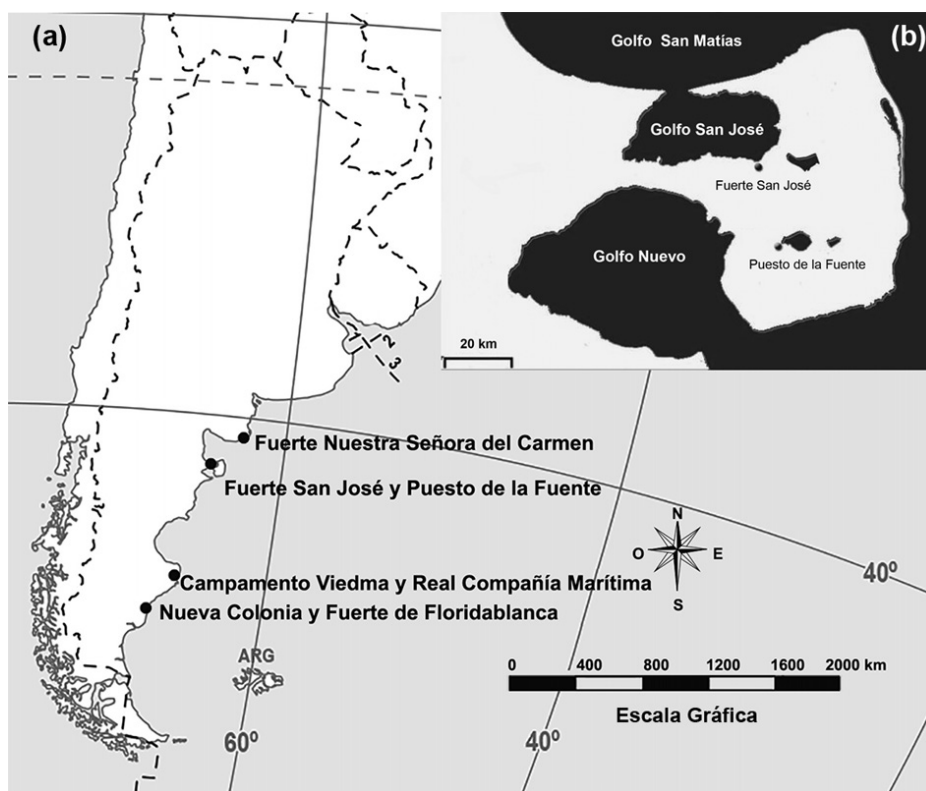 (a)
Fuerte Nuestra Señora del Carmen
Fuerte San José y Puesto de la Fuente
Campamento Viedma y Real Compañía Marítima
Nueva Colonia y Fuerte de Floridablanca
ARG
1
2
3
60º
40º
40º
N
O
E
S
0 400 800 1200 1600 2000 km
Escala Gráfica
(b)
Golfo San Matías
Golfo San José
Fuerte San José
Golfo Nuevo
Puesto de la Fuente
20 km